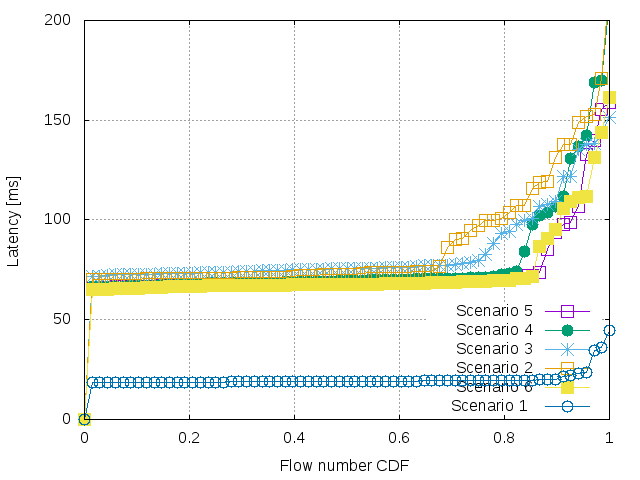 200
150
100
50
0
Latency [ms]
Scenario 5
Scenario 4
Scenario 3
Scenario 2
Scenario 6
Scenario 1
0 0.2 0.4 0.6 0.8 1
Flow number CDF